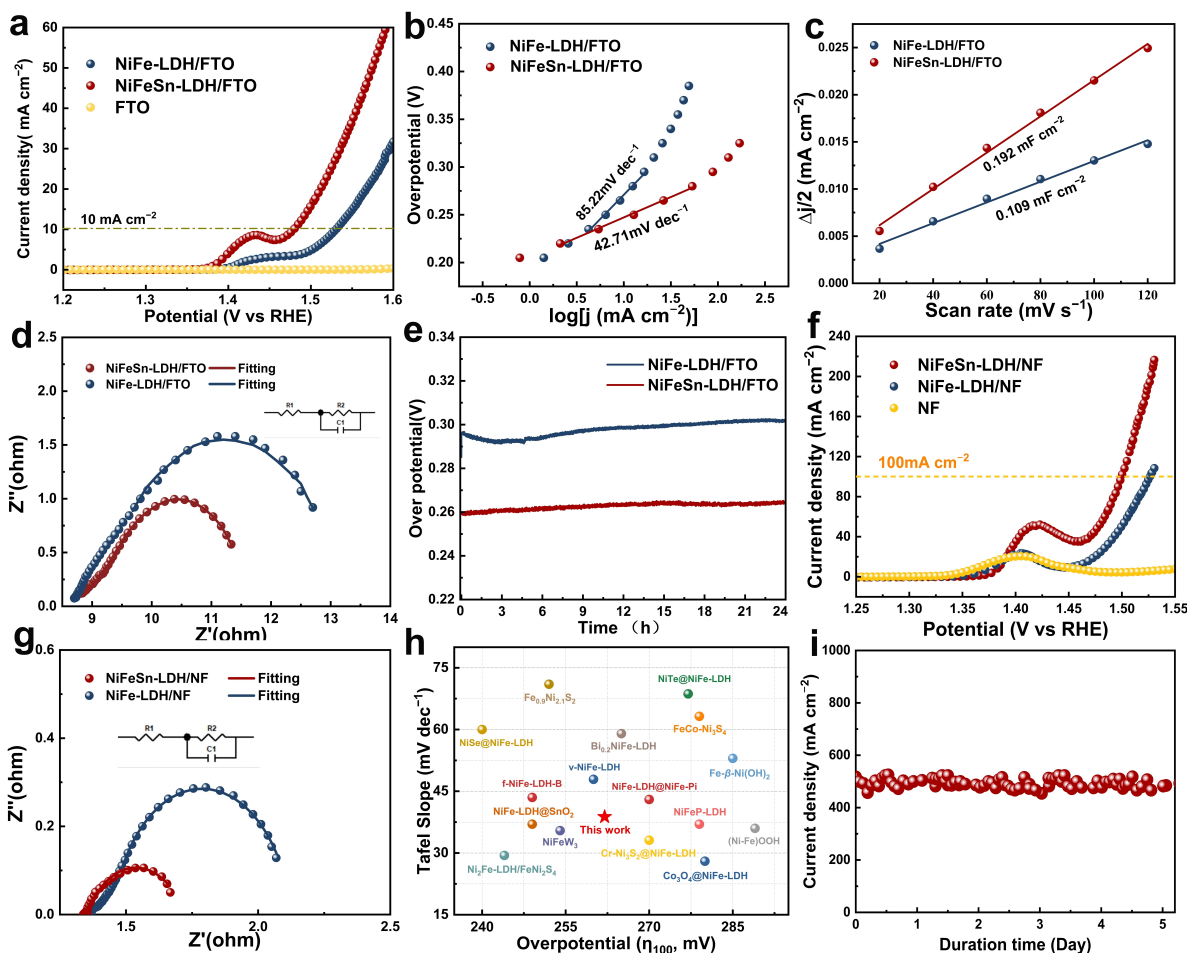 a
NiFe-LDH/FTO
NiFeSn-LDH/FTO
FTO
10 mA cm⁻²
Current density( mA cm⁻²)
60
50
40
30
20
10
0
1.2 1.3 1.4 1.5 1.6
Potential (V vs RHE)
b
NiFe-LDH/FTO
NiFeSn-LDH/FTO
85.22mV dec⁻¹
42.71mV dec⁻¹
Overpotential (V)
0.45
0.40
0.35
0.30
0.25
0.20
-0.5 0.0 0.5 1.0 1.5 2.0 2.5
log[j (mA cm⁻²)]
c
NiFe-LDH/FTO
NiFeSn-LDH/FTO
0.192 mF cm⁻²
0.109 mF cm⁻²
Δj/2 (mA cm⁻²)
0.025
0.020
0.015
0.010
0.005
0.000
20 40 60 80 100 120
Scan rate (mV s⁻¹)
d
NiFeSn-LDH/FTO Fitting
NiFe-LDH/FTO Fitting
R1 R2
C1
Z''(ohm)
2.5
2.0
1.5
1.0
0.5
0.0
9 10 11 12 13 14
Z'(ohm)
e
NiFe-LDH/FTO
NiFeSn-LDH/FTO
Over potential(V)
0.34
0.32
0.30
0.28
0.26
0.24
0.22
0 3 6 9 12 15 18 21 24
Time （h）
f
NiFeSn-LDH/NF
NiFe-LDH/NF
NF
100mA cm⁻²
Current density (mA cm⁻²)
240
200
160
120
80
40
0
1.25 1.30 1.35 1.40 1.45 1.50 1.55
Potential (V vs RHE)
g
NiFeSn-LDH/NF Fitting
NiFe-LDH/NF Fitting
R1 R2
C1
Z''(ohm)
0.6
0.4
0.2
0.0
1.5 2.0 2.5
Z'(ohm)
h
NiTe@NiFe-LDH
Fe₀.₉Ni₂.₁S₂
FeCo-Ni₃S₄
NiSe@NiFe-LDH
Bi₀.₂NiFe-LDH
Fe-β-Ni(OH)₂
v-NiFe-LDH
f-NiFe-LDH-B
NiFe-LDH@NiFe-Pi
NiFe-LDH@SnO₂
NiFeP-LDH
This work
NiFeW₃
(Ni-Fe)OOH
Cr-Ni₃S₂@NiFe-LDH
Ni₂Fe-LDH/FeNi₂S₄
Co₃O₄@NiFe-LDH
Tafel Slope (mV dec⁻¹)
75
60
45
30
15
240 255 270 285
Overpotential (η₁₀₀, mV)
i
Current density (mA cm⁻²)
1000
800
600
400
200
0
0 1 2 3 4 5
Duration time (Day)